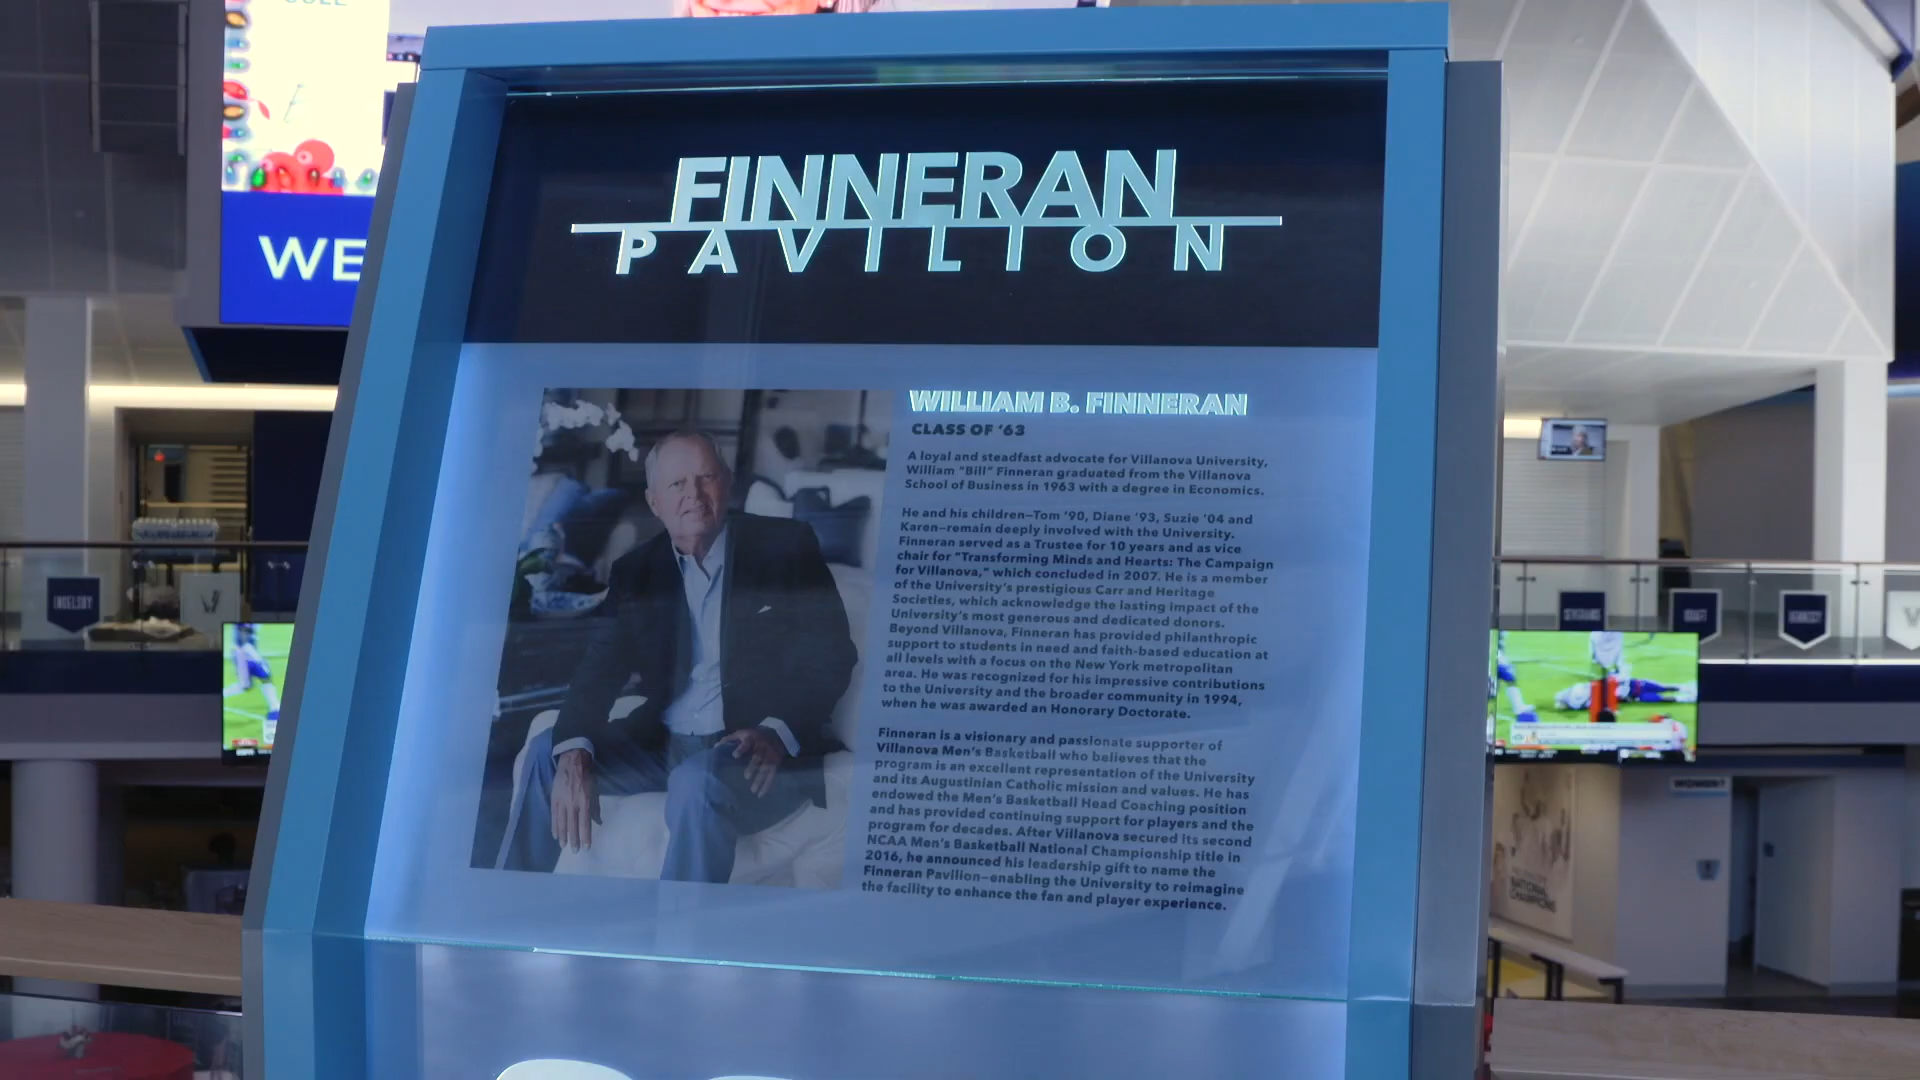 WE
FINNERAN
PAVILION
WILLIAM B. FINNERAN
CLASS OF ‘63
A loyal and steadfast advocate for Villanova University,
William "Bill" Finneran graduated from the Villanova
School of Business in 1963 with a degree in Economics.
He and his children—Tom ’90, Diane ’93, Suzie ’04 and
Karen—remain deeply involved with the University.
Finneran served as a Trustee for 10 years and as vice
chair for "Transforming Minds and Hearts: The Campaign
for Villanova," which concluded in 2007. He is a member
of the University's prestigious Carr and Heritage
Societies, which acknowledge the lasting impact of the
University's most generous and dedicated donors.
Beyond Villanova, Finneran has provided philanthropic
support to students in need and faith-based education at
all levels with a focus on the New York metropolitan
area. He was recognized for his impressive contributions
to the University and the broader community in 1994,
when he was awarded an Honorary Doctorate.
Finneran is a visionary and passionate supporter of
Villanova Men's Basketball who believes that the
program is an excellent representation of the University
and its Augustinian Catholic mission and values. He has
endowed the Men's Basketball Head Coaching position
and has provided continuing support for players and the
program for decades. After Villanova secured its second
NCAA Men's Basketball National Championship title in
2016, he announced his leadership gift to name the
Finneran Pavilion—enabling the University to reimagine
the facility to enhance the fan and player experience.
NATIONAL
CHAMPIONS